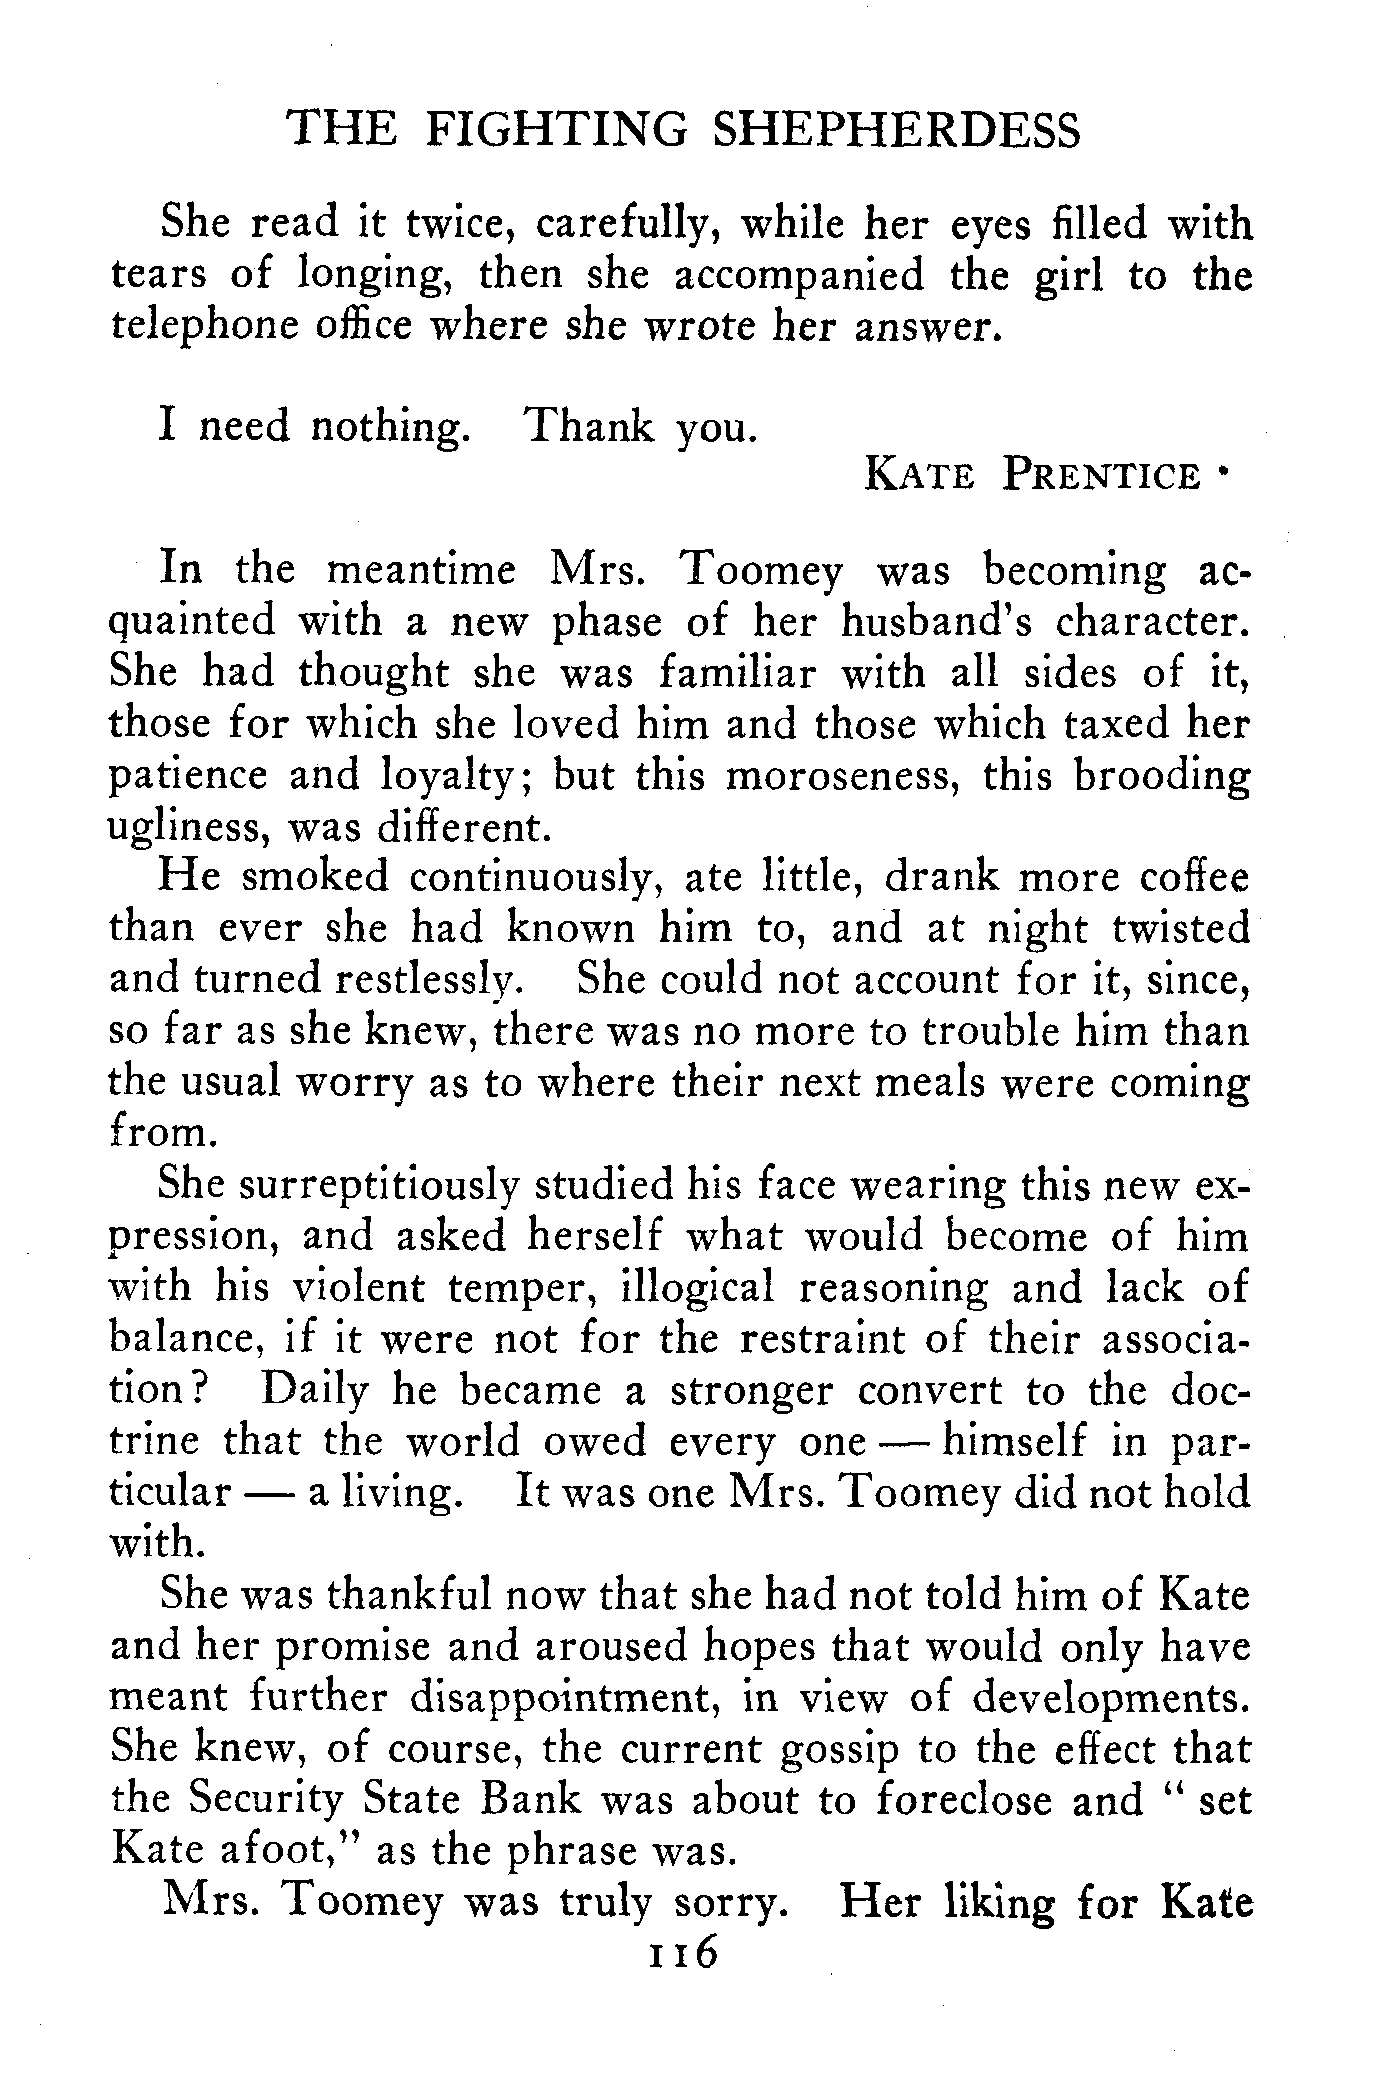 THE FIGHTING SHEPHERDESS
She read it twice, carefully, while her eyes filled with
tears of longing, then she accompanied the girl to the
telephone office where she wrote her answer.
I need nothing. Thank you.
KATE PRENTICE ·
In the meantime Mrs. Toomey was becoming ac-
quainted with a new phase of her husband's character.
She had thought she was familiar with all sides of it,
those for which she loved him and those which taxed her
patience and loyalty; but this moroseness, this brooding
ugliness, was different.
He smoked continuously, ate little, drank more coffee
than ever she had known him to, and at night twisted
and turned restlessly. She could not account for it, since,
so far as she knew, there was no more to trouble him than
the usual worry as to where their next meals were coming
from.
She surreptitiously studied his face wearing this new ex-
pression, and asked herself what would become of him
with his violent temper, illogical reasoning and lack of
balance, if it were not for the restraint of their associa-
tion? Daily he became a stronger convert to the doc-
trine that the world owed every one — himself in par-
ticular — a living. It was one Mrs. Toomey did not hold
with.
She was thankful now that she had not told him of Kate
and her promise and aroused hopes that would only have
meant further disappointment, in view of developments.
She knew, of course, the current gossip to the effect that
the Security State Bank was about to foreclose and " set
Kate afoot," as the phrase was.
Mrs. Toomey was truly sorry. Her liking for Kate
116